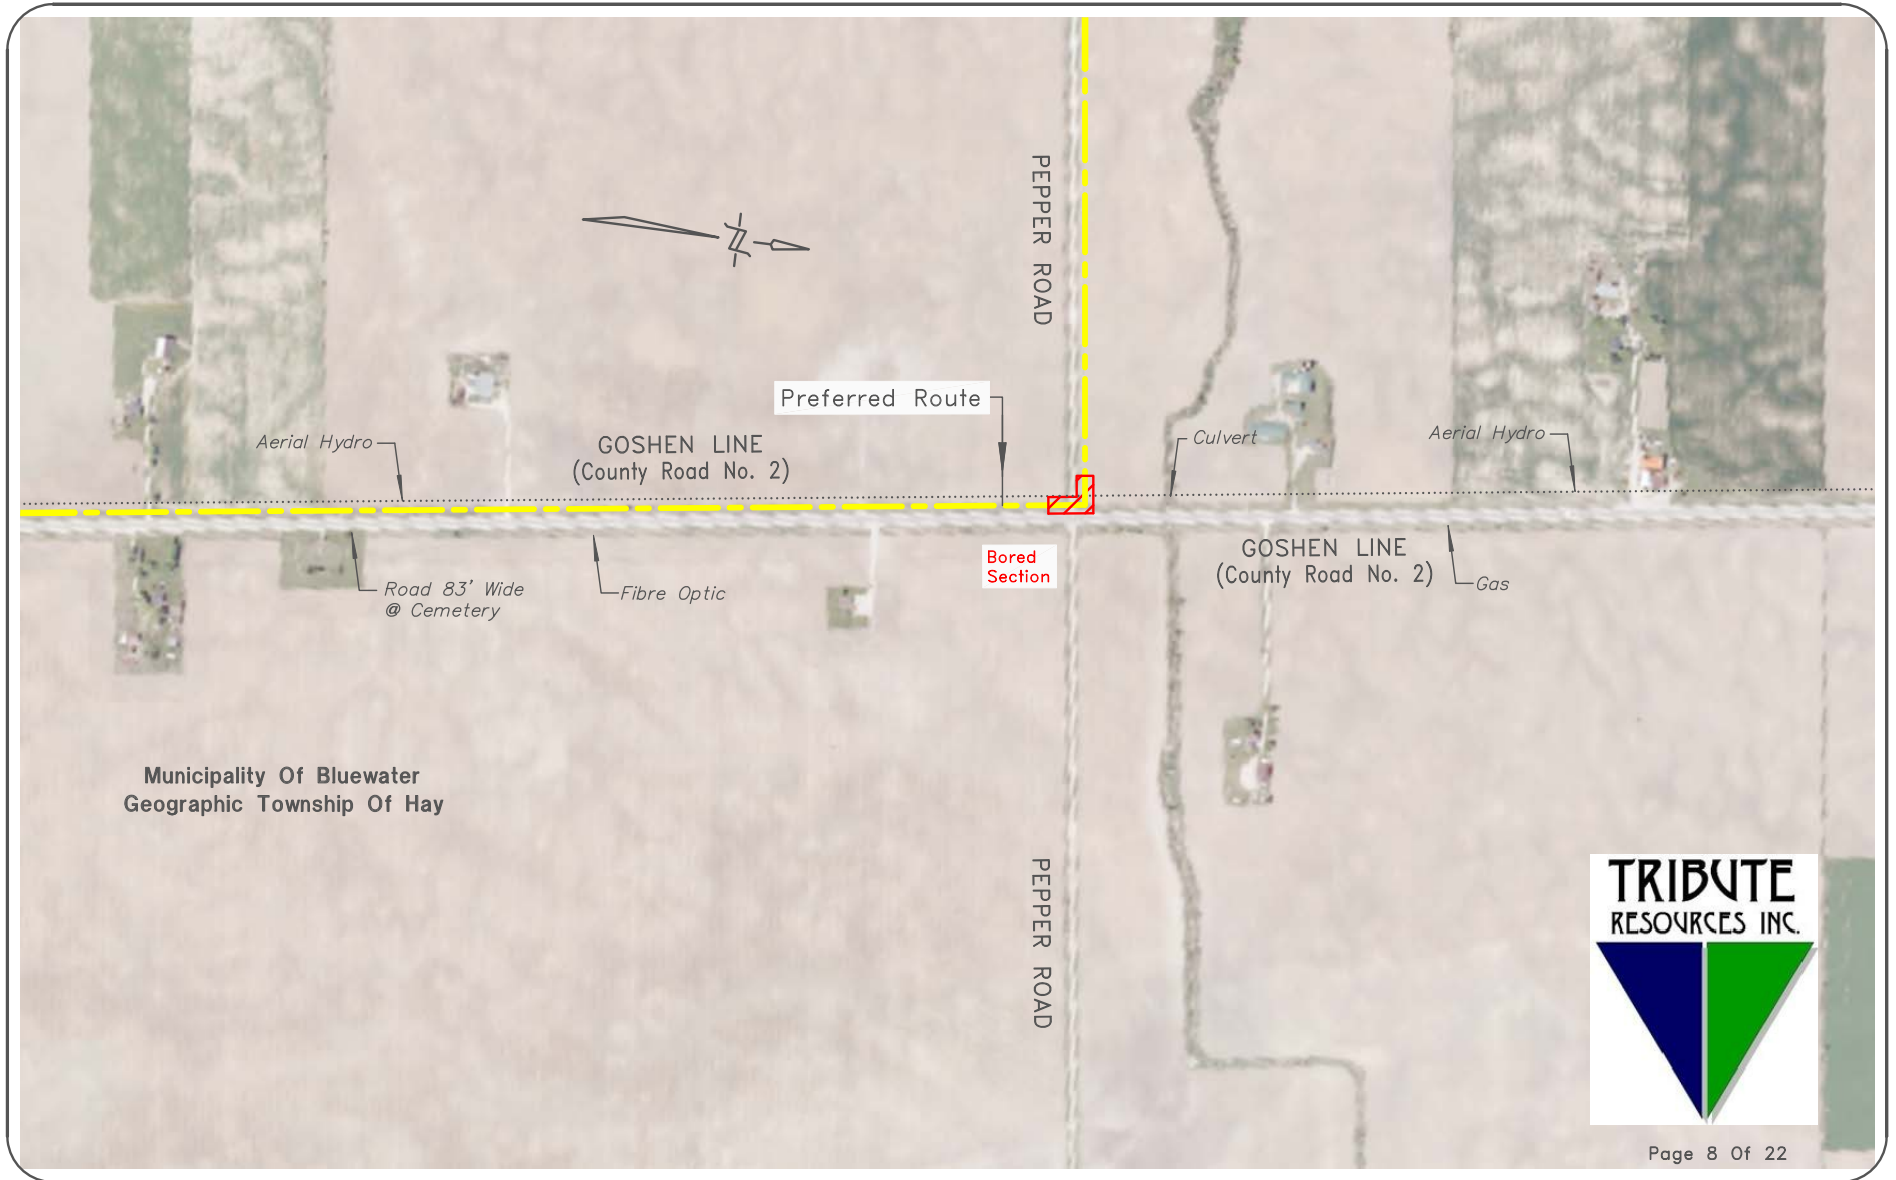 PEPPER ROAD
Preferred Route
Aerial Hydro
GOSHEN LINE
(County Road No. 2)
Culvert
Aerial Hydro
Bored
Section
GOSHEN LINE
(County Road No. 2)
Road 83' Wide
@ Cemetery
Fibre Optic
Gas
Municipality Of Bluewater
Geographic Township Of Hay
PEPPER ROAD
TRIBUTE
RESOURCES INC.
Page 8 Of 22